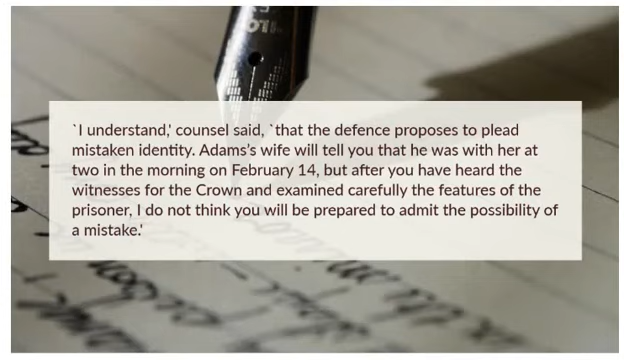 `I understand,' counsel said, `that the defence proposes to plead
mistaken identity. Adams's wife will tell you that he was with her at
two in the morning on February 14, but after you have heard the
witnesses for the Crown and examined carefully the features of the
prisoner, I do not think you will be prepared to admit the possibility of
a mistake.'